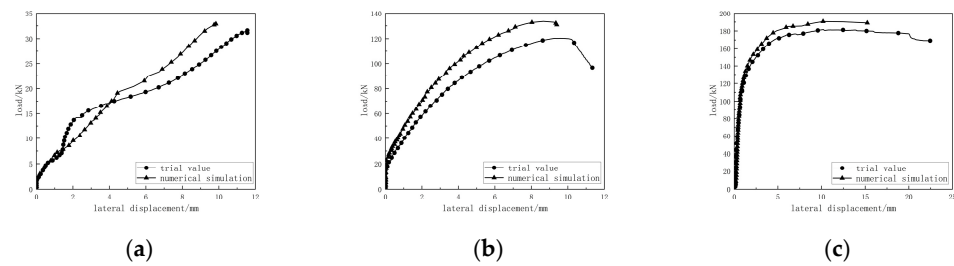 35
30
25
20
15
10
5
0
load/kN
trial value
numerical simulation
0 2 4 6 8 10 12
lateral displacement/mm
(a)
140
120
100
80
60
40
20
0
load/kN
trial value
numerical simulation
0 2 4 6 8 10 12
lateral displacement/mm
(b)
200
180
160
140
120
100
80
60
40
20
0
load/kN
trial value
numerical simulation
0 5 10 15 20 25
lateral displacement/mm
(c)